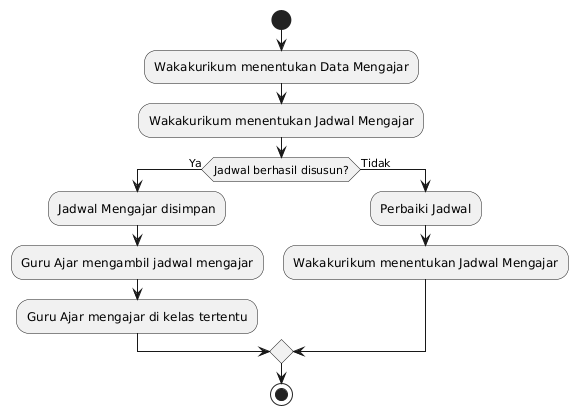 Wakakurikum menentukan Data Mengajar
Wakakurikum menentukan Jadwal Mengajar
Jadwal berhasil disusun?
Ya
Tidak
Jadwal Mengajar disimpan
Perbaiki Jadwal
Guru Ajar mengambil jadwal mengajar
Wakakurikum menentukan Jadwal Mengajar
Guru Ajar mengajar di kelas tertentu